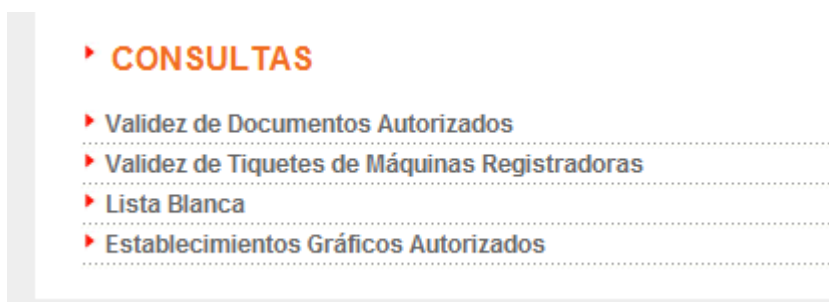 CONSULTAS
Validez de Documentos Autorizados
Validez de Tiquetes de Máquinas Registradoras
Lista Blanca
Establecimientos Gráficos Autorizados